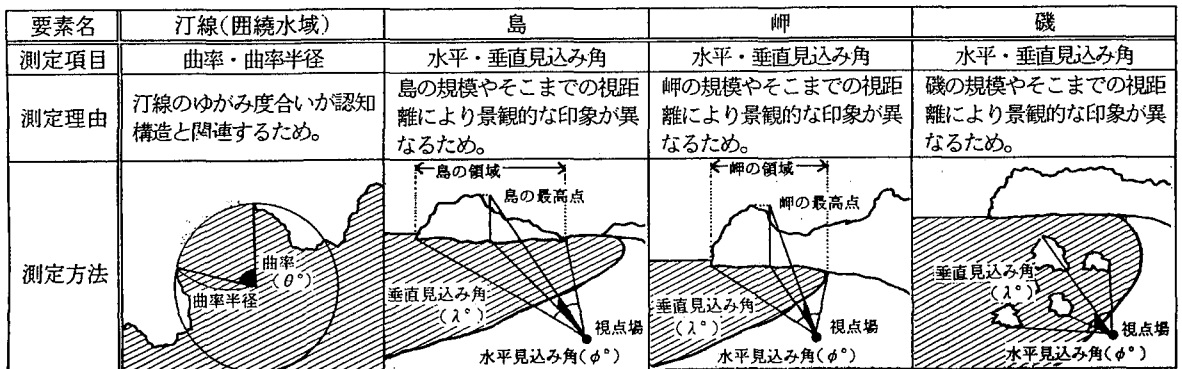 要素名 汀線(囲繞水域) 島 岬 磯
測定項目 曲率・曲率半径 水平・垂直見込み角 水平・垂直見込み角 水平・垂直見込み角
測定理由
汀線のゆがみ度合いが認知
構造と関連するため。
島の規模やそこまでの視距
離により景観的な印象が異
なるため。
岬の規模やそこまでの視距
離により景観的な印象が異
なるため。
磯の規模やそこまでの視距
離により景観的な印象が異
なるため。
測定方法
曲率
(θ°)
曲率半径
島の領域
島の最高点
垂直見込み角
(λ°)
視点場
水平見込み角(φ°)
岬の領域
岬の最高点
垂直見込み角
(λ°)
視点場
水平見込み角(φ°)
垂直見込み角
(λ°)
視点場
水平見込み角(φ°)